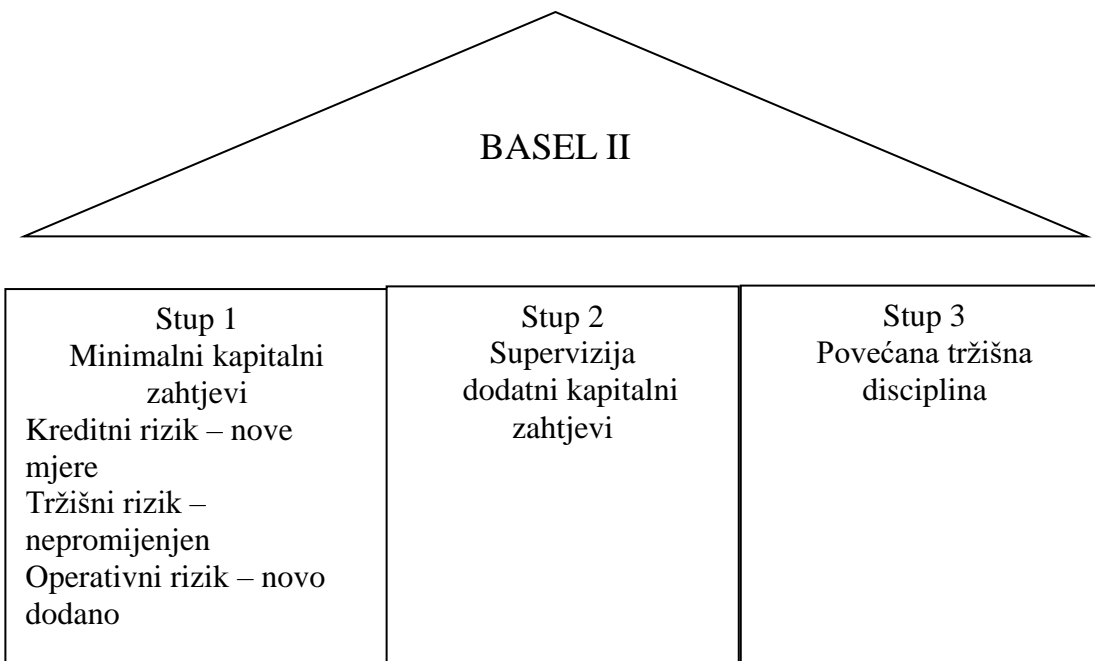 BASEL II
Stup 1
Minimalni kapitalni
zahtjevi
Kreditni rizik – nove
mjere
Tržišni rizik –
nepromijenjen
Operativni rizik – novo
dodano
Stup 2
Supervizija
dodatni kapitalni
zahtjevi
Stup 3
Povećana tržišna
disciplina